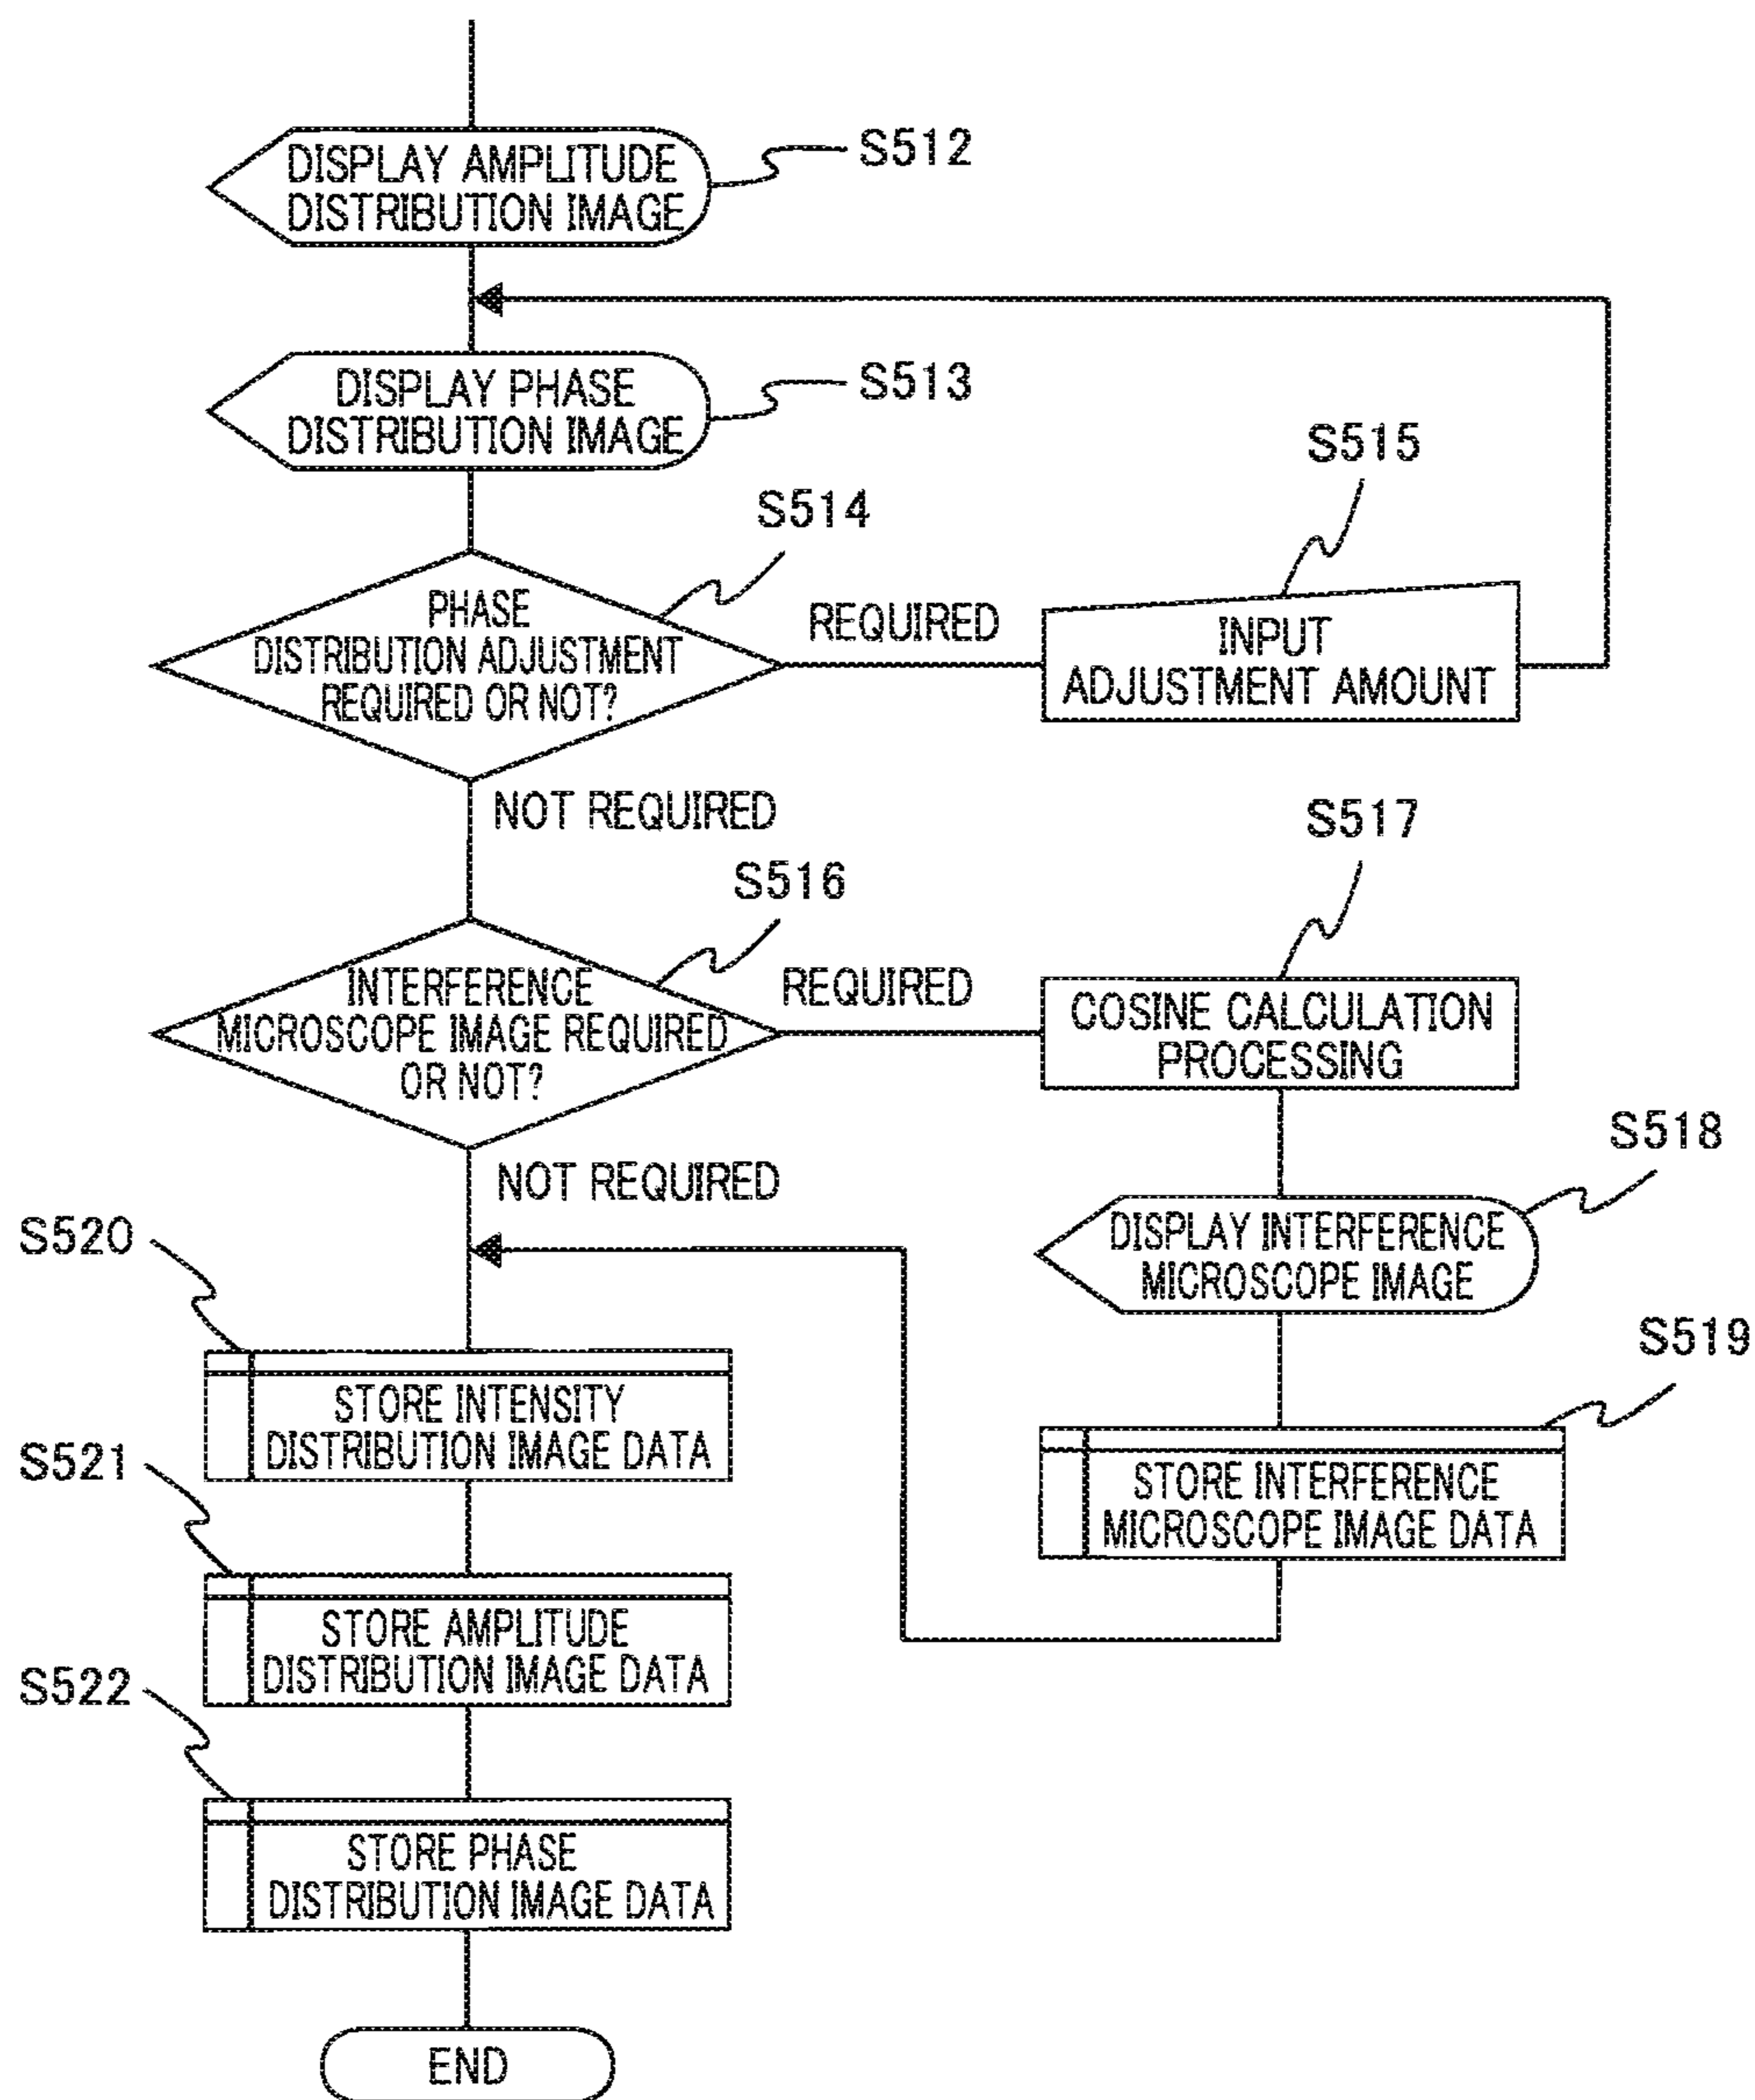 DISPLAY AMPLITUDE
DISTRIBUTION IMAGE
S512
DISPLAY PHASE
DISTRIBUTION IMAGE
S513
S514
PHASE
DISTRIBUTION ADJUSTMENT
REQUIRED OR NOT?
REQUIRED
S515
INPUT
ADJUSTMENT AMOUNT
NOT REQUIRED
S516
INTERFERENCE
MICROSCOPE IMAGE REQUIRED
OR NOT?
REQUIRED
S517
COSINE CALCULATION
PROCESSING
NOT REQUIRED
S518
DISPLAY INTERFERENCE
MICROSCOPE IMAGE
S519
STORE INTERFERENCE
MICROSCOPE IMAGE DATA
S520
STORE INTENSITY
DISTRIBUTION IMAGE DATA
S521
STORE AMPLITUDE
DISTRIBUTION IMAGE DATA
S522
STORE PHASE
DISTRIBUTION IMAGE DATA
END